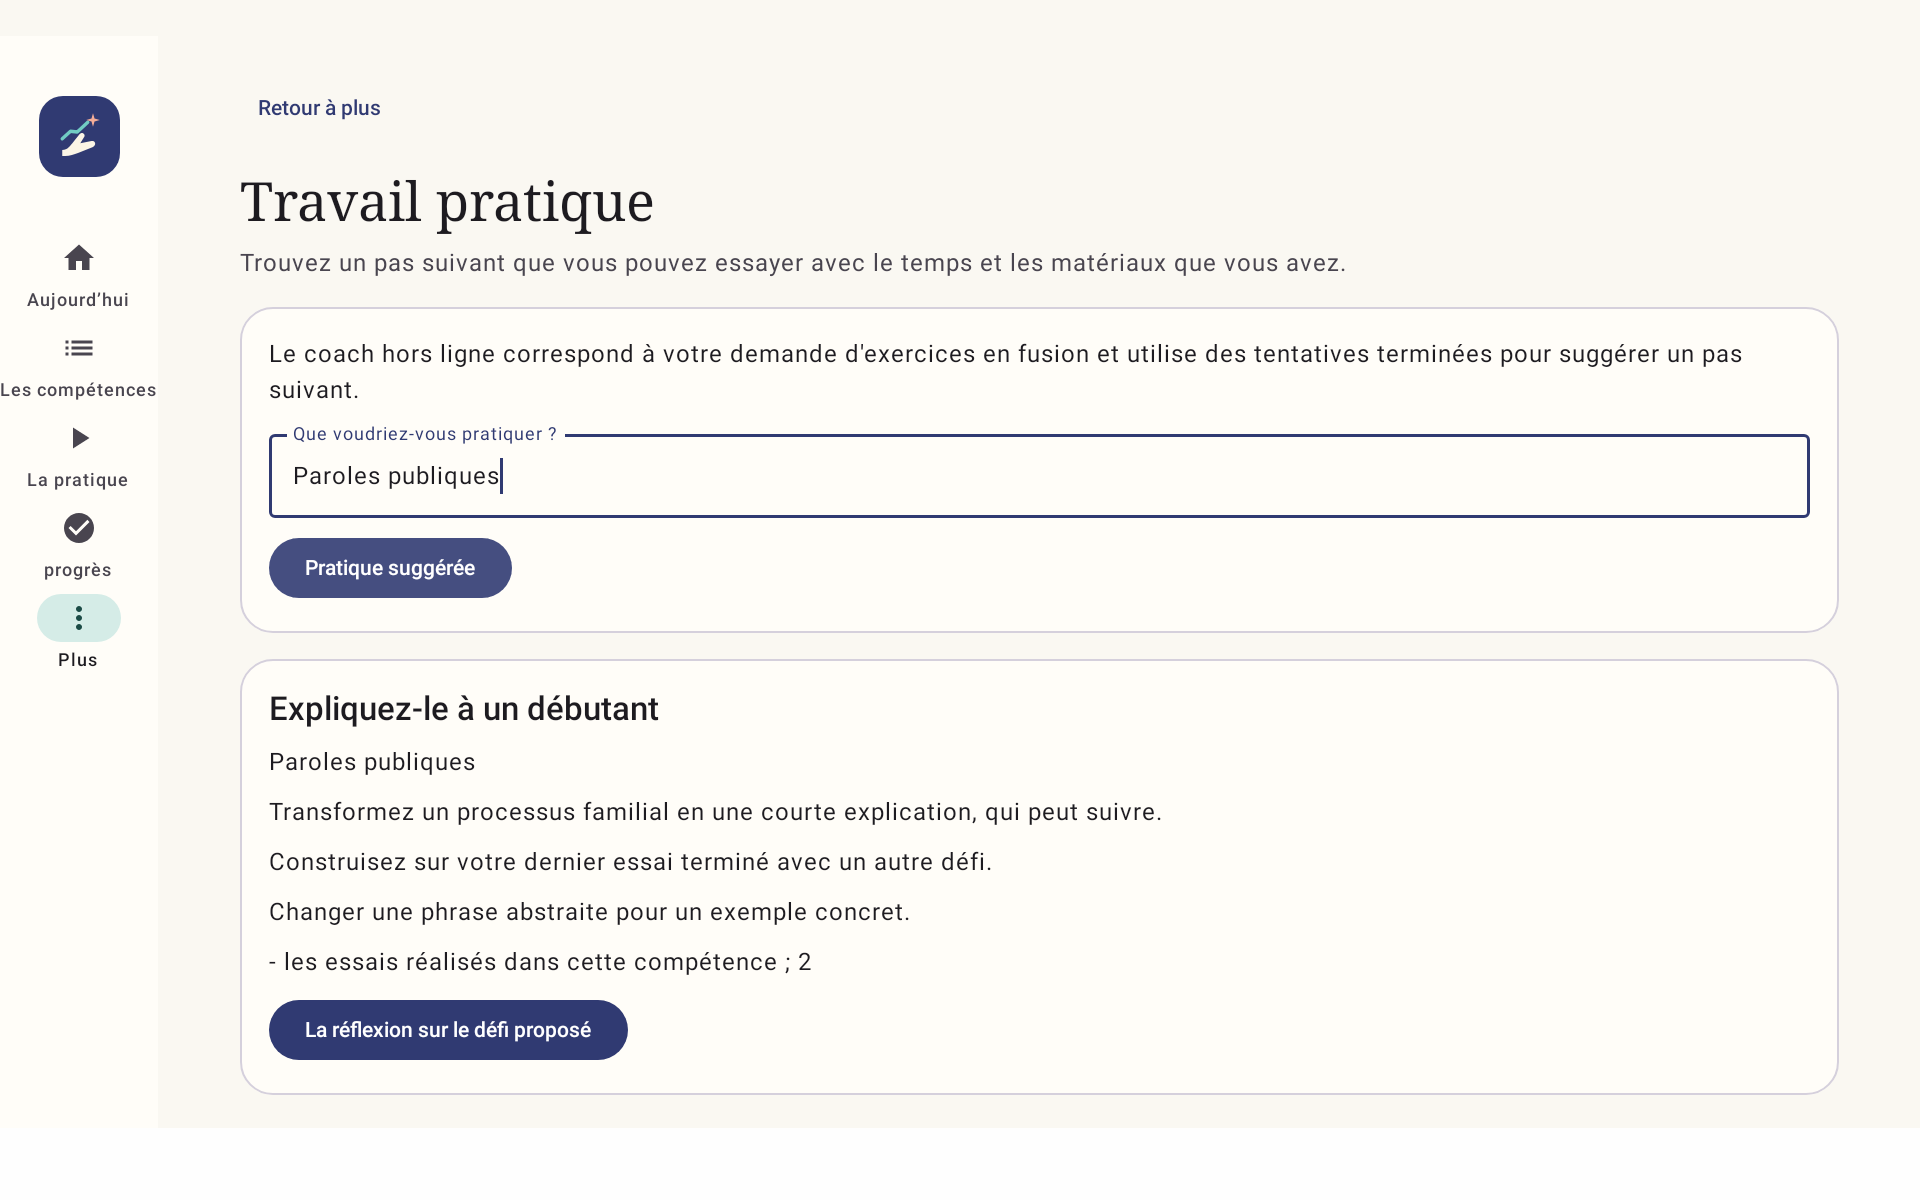 Retour à plus
Travail pratique
Trouvez un pas suivant que vous pouvez essayer avec le temps et les matériaux que vous avez.
Aujourd’hui
Les compétences
La pratique
progrès
Plus
Le coach hors ligne correspond à votre demande d'exercices en fusion et utilise des tentatives terminées pour suggérer un pas
suivant.
Que voudriez-vous pratiquer ?
Paroles publiques
Pratique suggérée
Expliquez-le à un débutant
Paroles publiques
Transformez un processus familial en une courte explication, qui peut suivre.
Construisez sur votre dernier essai terminé avec un autre défi.
Changer une phrase abstraite pour un exemple concret.
- les essais réalisés dans cette compétence ; 2
La réflexion sur le défi proposé